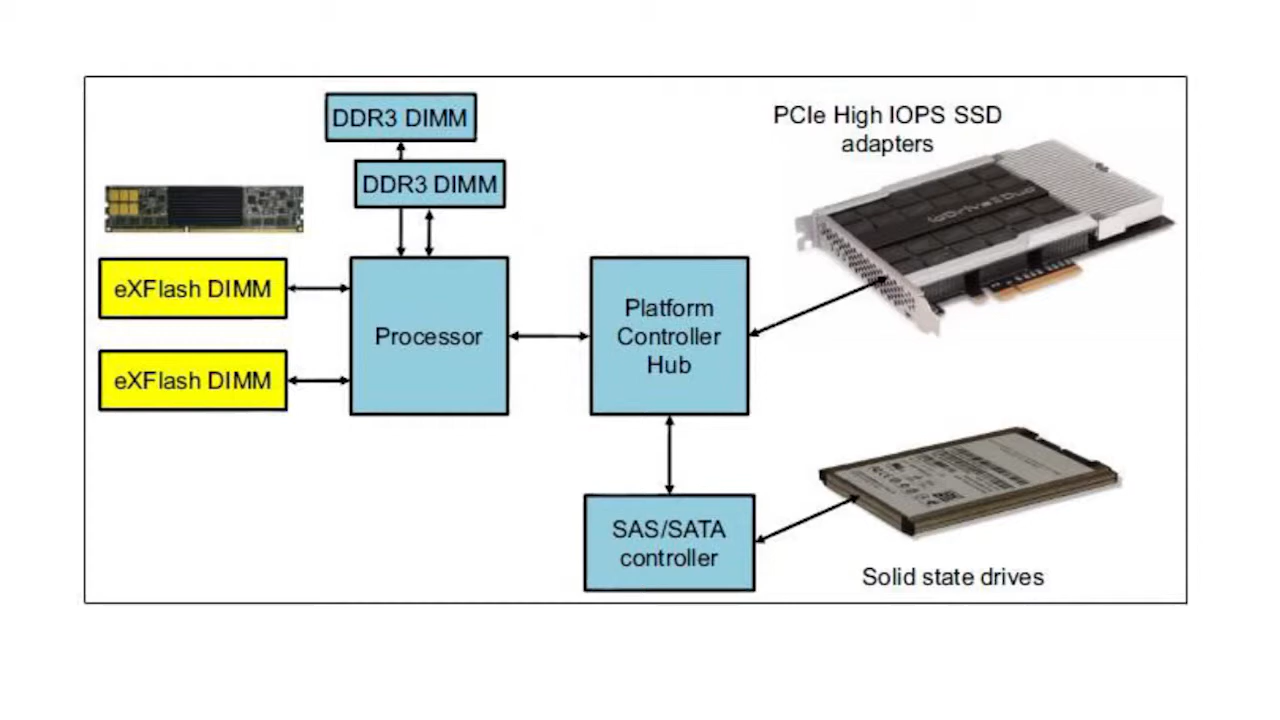 DDR3 DIMM
DDR3 DIMM
PCIe High IOPS SSD
adapters
eXFlash DIMM
eXFlash DIMM
Processor
Platform
Controller
Hub
SAS/SATA
controller
Solid state drives